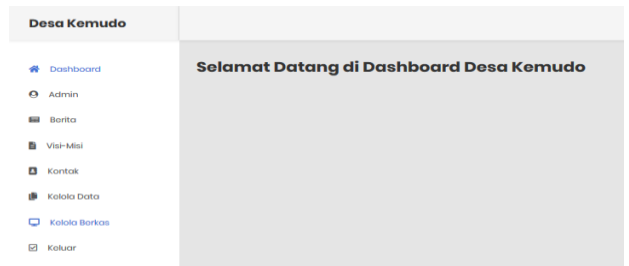 Desa Kemudo
Selamat Datang di Dashboard Desa Kemudo
Dashboard
Admin
Berita
Visi-Misi
Kontak
Kelola Data
Kelola Berkas
Keluar